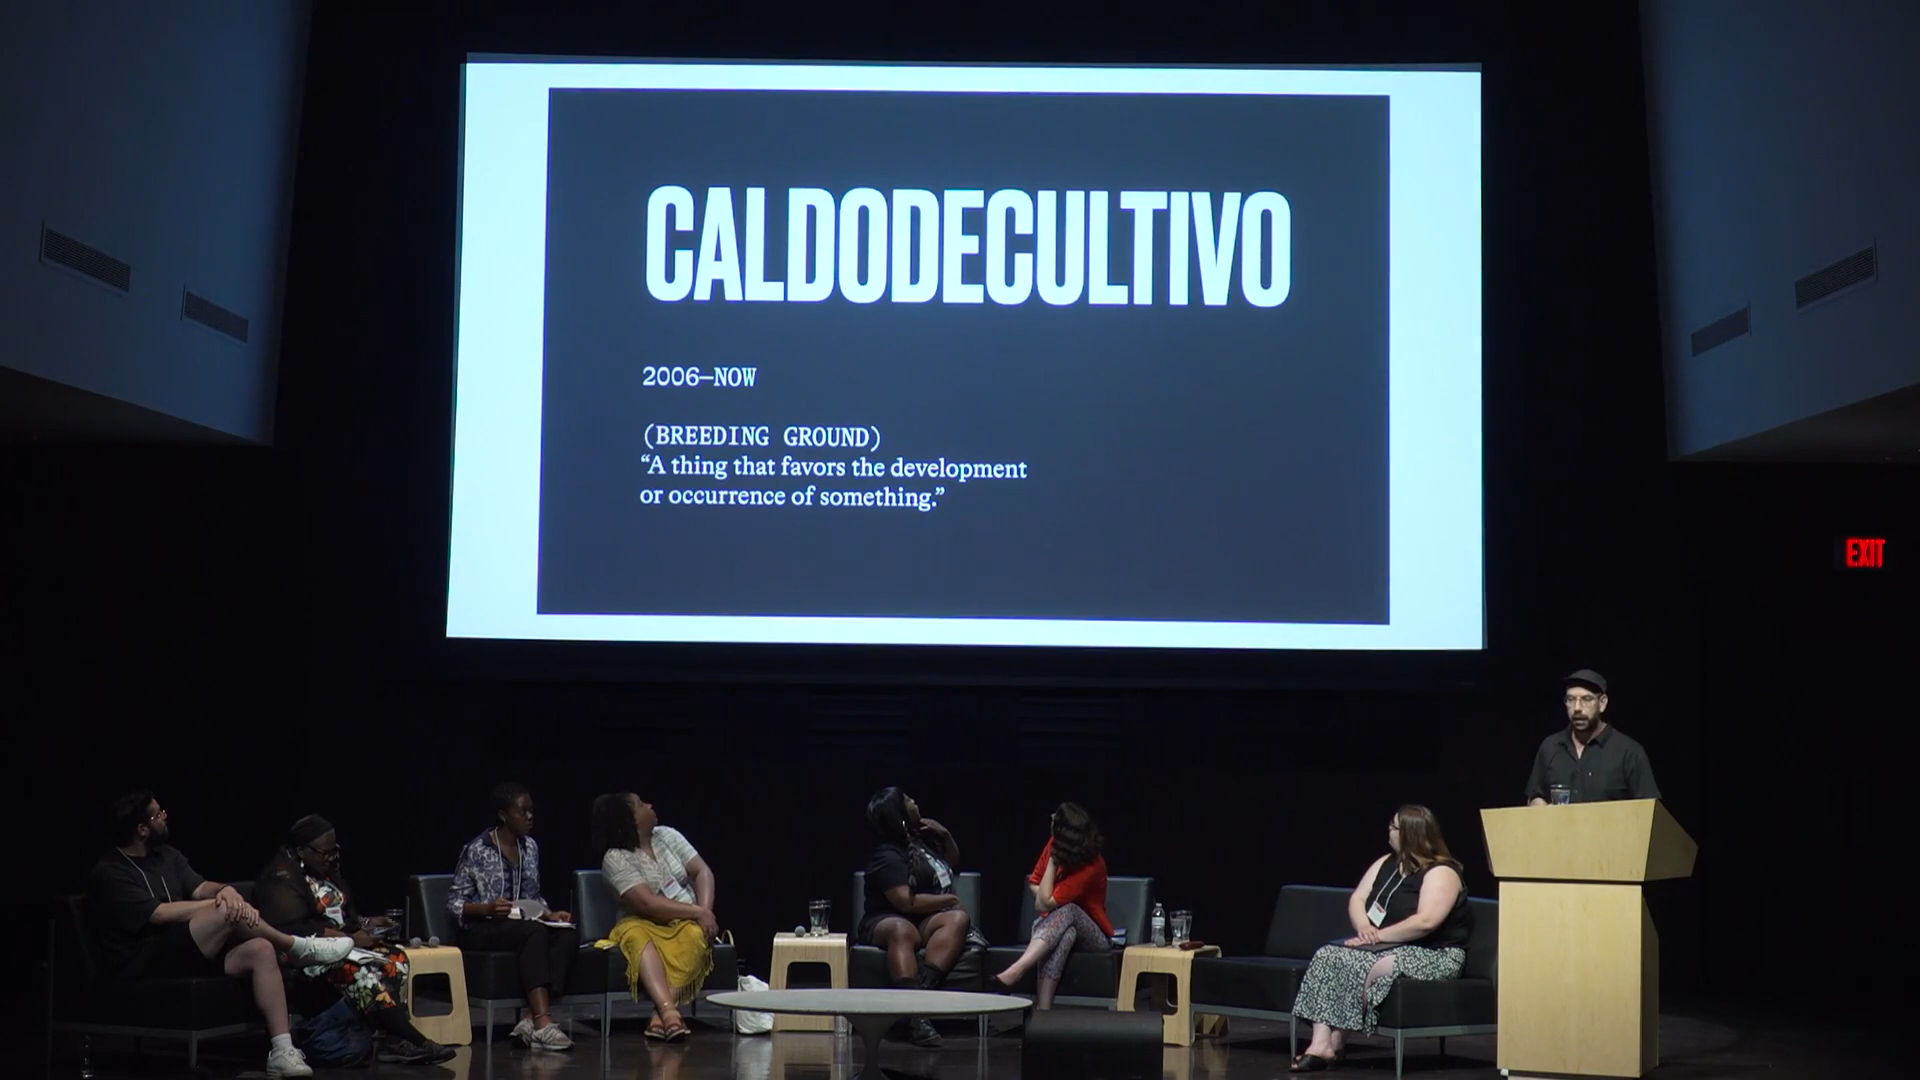 CALDODECULTIVO
2006—NOW
(BREEDING GROUND)
“A thing that favors the development
or occurrence of something.”
EXIT